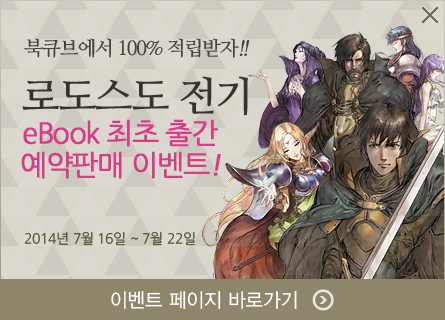 북큐브에서 100% 적립받자!!
로도스도 전기
eBook 최초 출간
예약판매 이벤트!
2014년 7월 16일 ~ 7월 22일
이벤트 페이지 바로가기